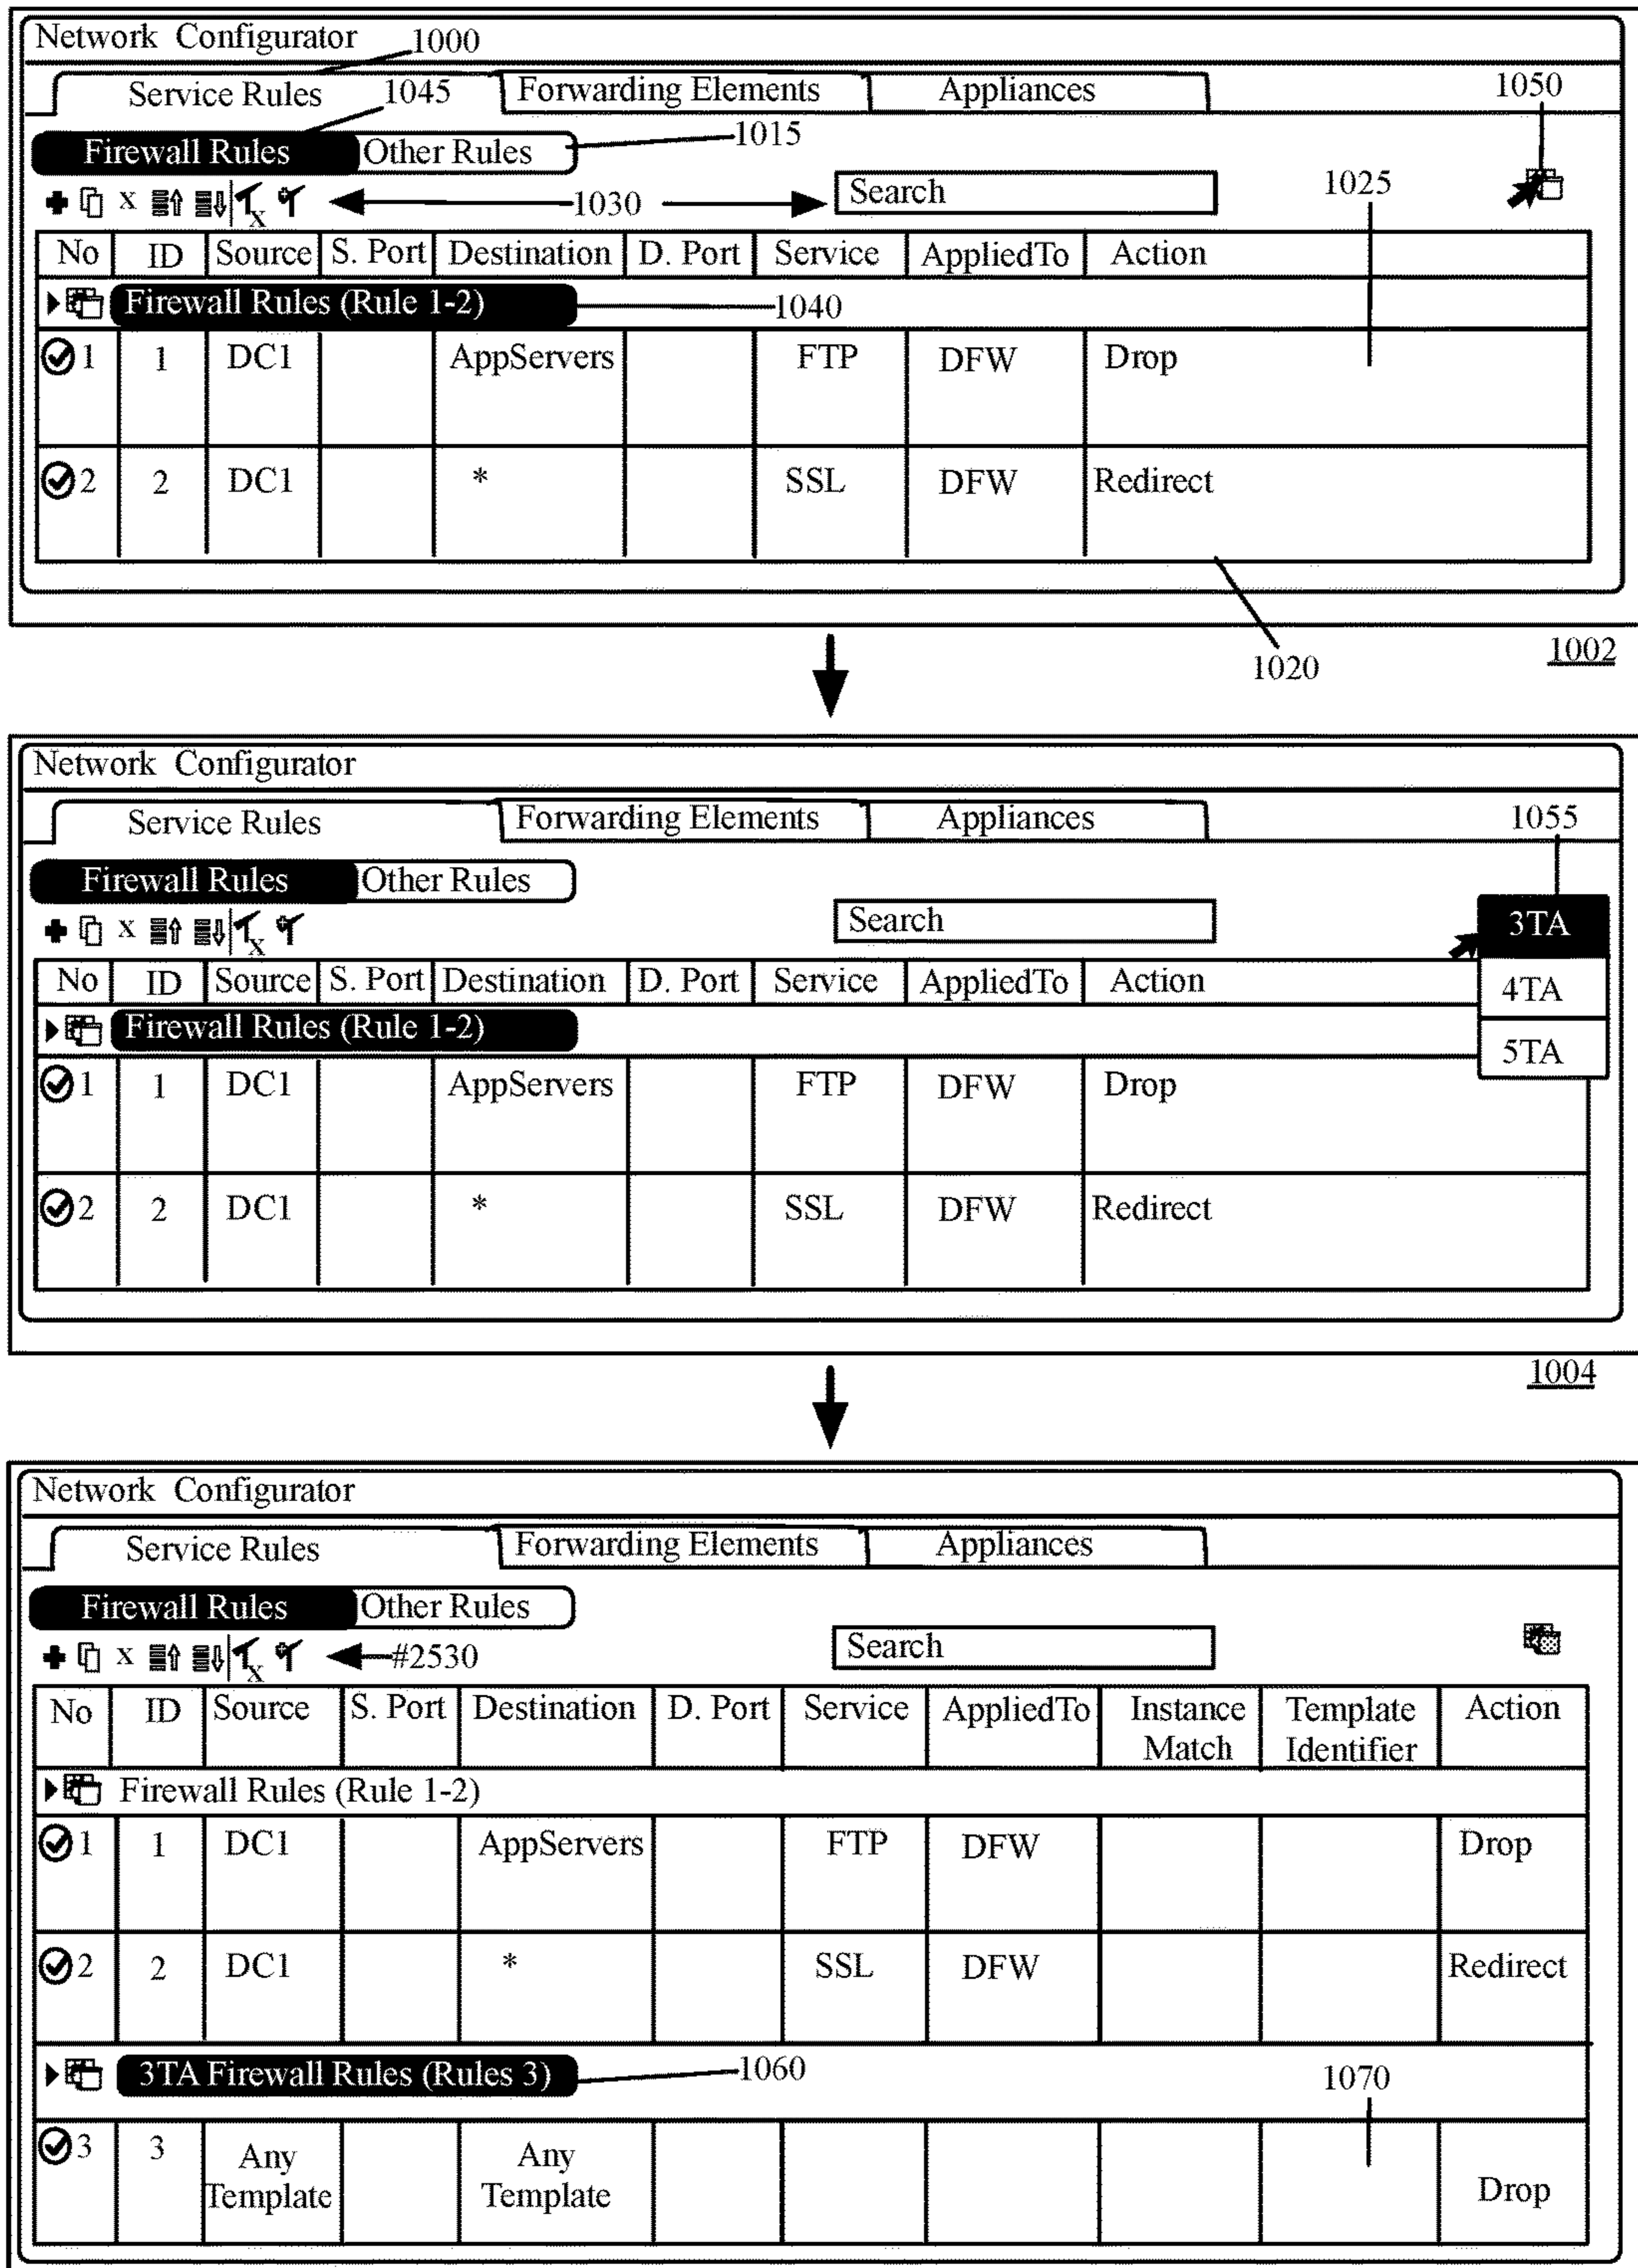 Network Configurator
1000
Service Rules 1045 Forwarding Elements Appliances 1050
Firewall Rules Other Rules 1015
x x 1030 Search 1025
No ID Source S. Port Destination D. Port Service AppliedTo Action
Firewall Rules (Rule 1-2) 1040
1 1 DC1 AppServers FTP DFW Drop
2 2 DC1 * SSL DFW Redirect
1020 1002
Network Configurator
Service Rules Forwarding Elements Appliances 1055
Firewall Rules Other Rules
x x Search 3TA
No ID Source S. Port Destination D. Port Service AppliedTo Action 4TA
Firewall Rules (Rule 1-2) 5TA
1 1 DC1 AppServers FTP DFW Drop
2 2 DC1 * SSL DFW Redirect
1004
Network Configurator
Service Rules Forwarding Elements Appliances
Firewall Rules Other Rules
x x #2530 Search
No ID Source S. Port Destination D. Port Service AppliedTo Instance Template Action
Match Identifier
Firewall Rules (Rule 1-2)
1 1 DC1 AppServers FTP DFW Drop
2 2 DC1 * SSL DFW Redirect
3TA Firewall Rules (Rules 3) 1060 1070
3 3 Any Any
Template Template Drop